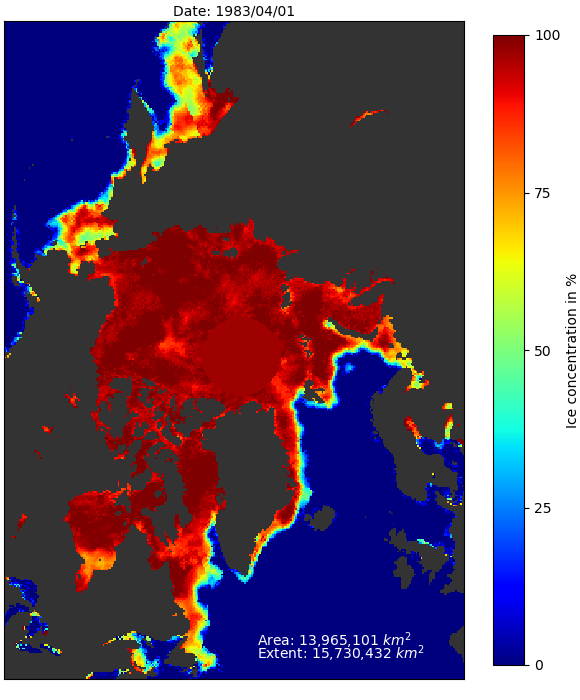 Date: 1983/04/01
100
75
50
25
0
Ice concentration in %
Area: 13,965,101 km²
Extent: 15,730,432 km²